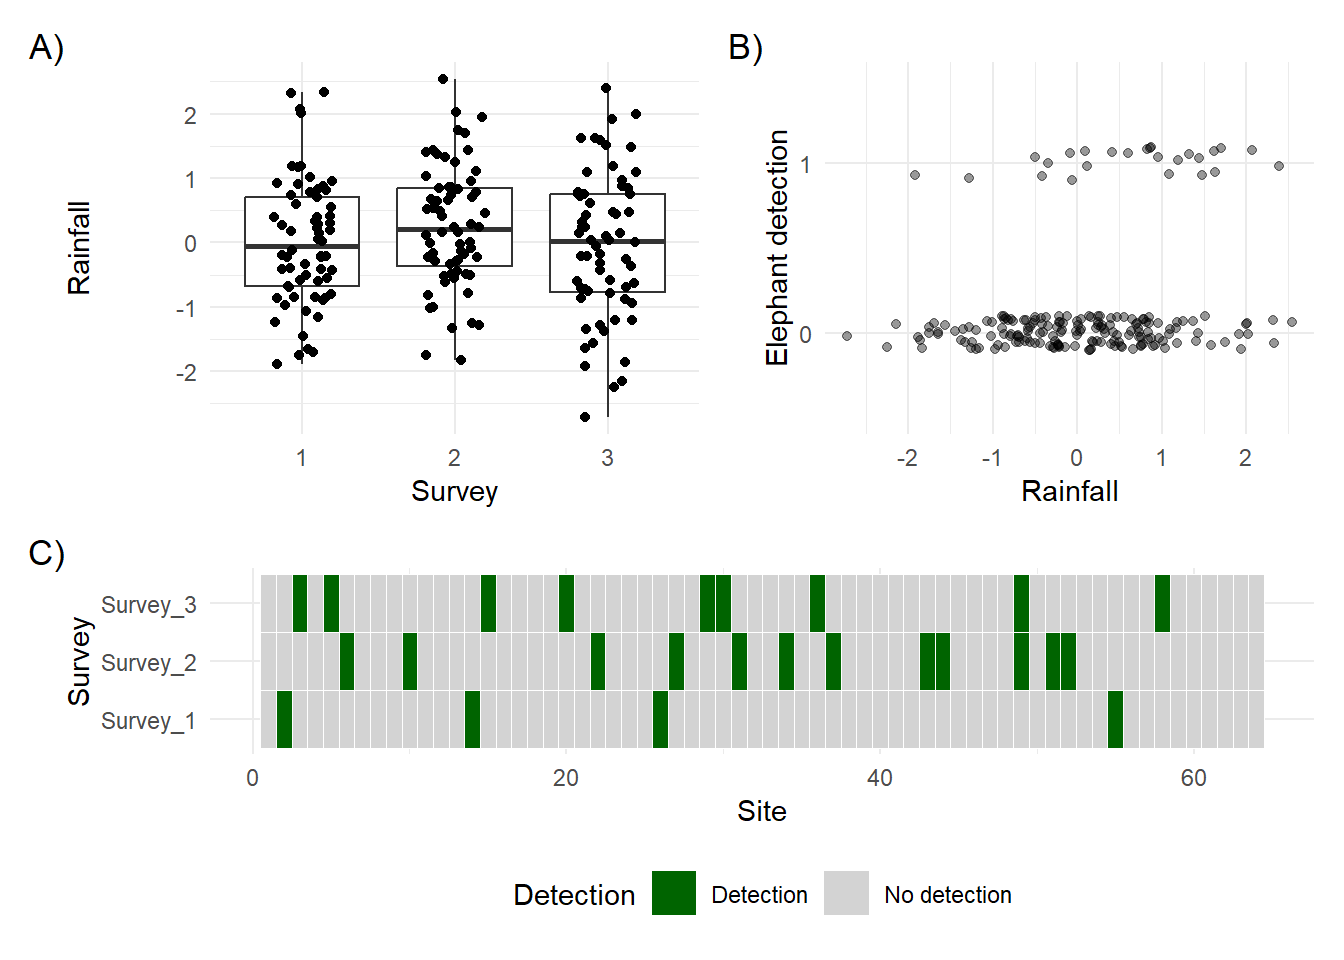 A)
Rainfall
2
1
0
-1
-2
1 2 3
Survey
B)
Elephant detection
1
0
-2 -1 0 1 2
Rainfall
C)
Survey
Survey_3
Survey_2
Survey_1
0 20 40 60
Site
Detection Detection No detection